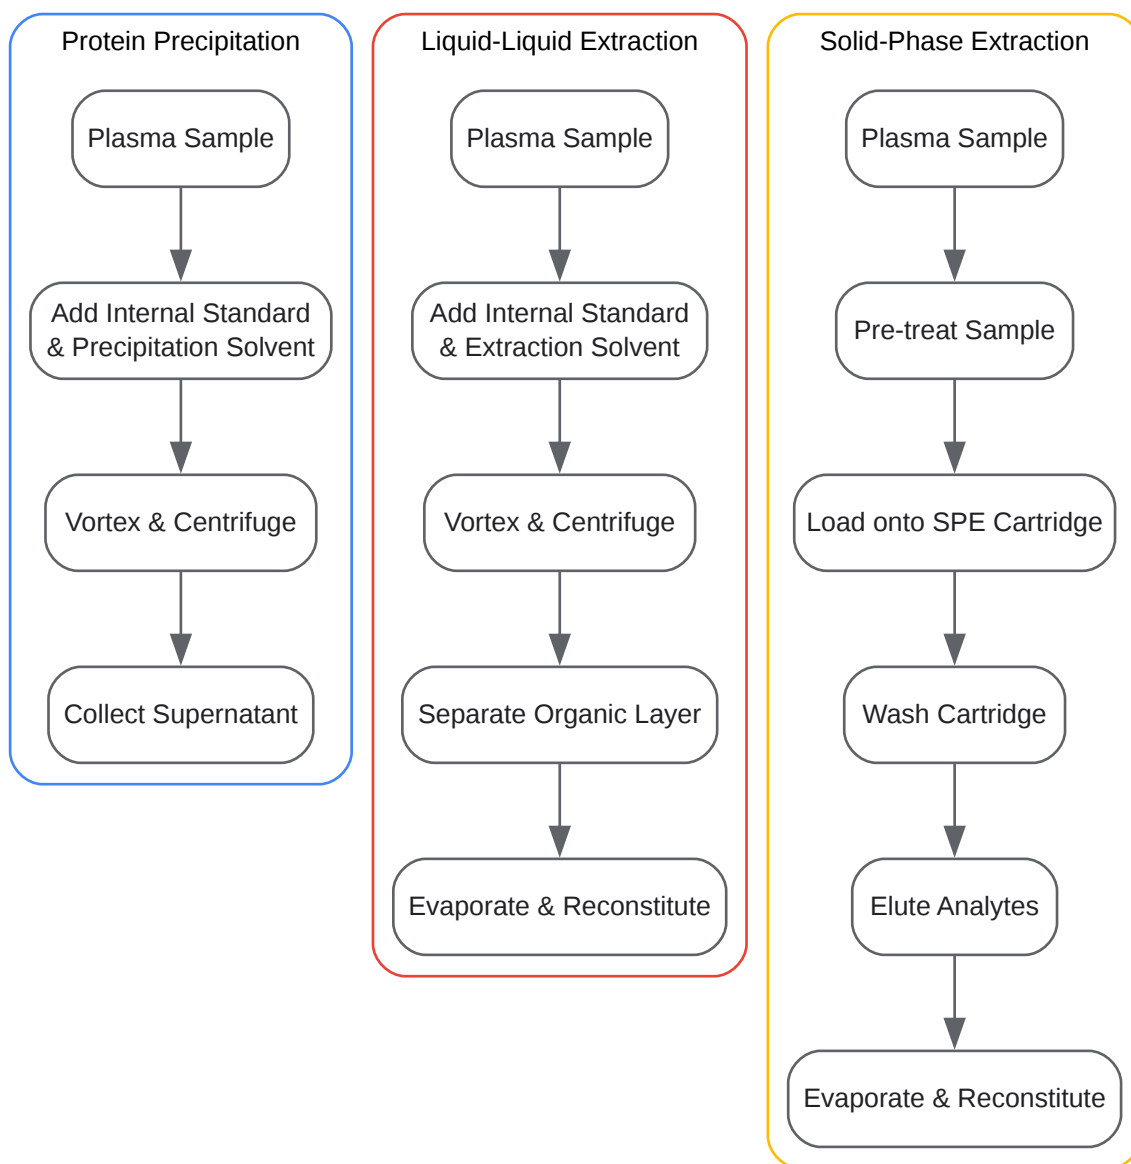 Protein Precipitation
Plasma Sample
Add Internal Standard
& Precipitation Solvent
Vortex & Centrifuge
Collect Supernatant
Liquid-Liquid Extraction
Plasma Sample
Add Internal Standard
& Extraction Solvent
Vortex & Centrifuge
Separate Organic Layer
Evaporate & Reconstitute
Solid-Phase Extraction
Plasma Sample
Pre-treat Sample
Load onto SPE Cartridge
Wash Cartridge
Elute Analytes
Evaporate & Reconstitute